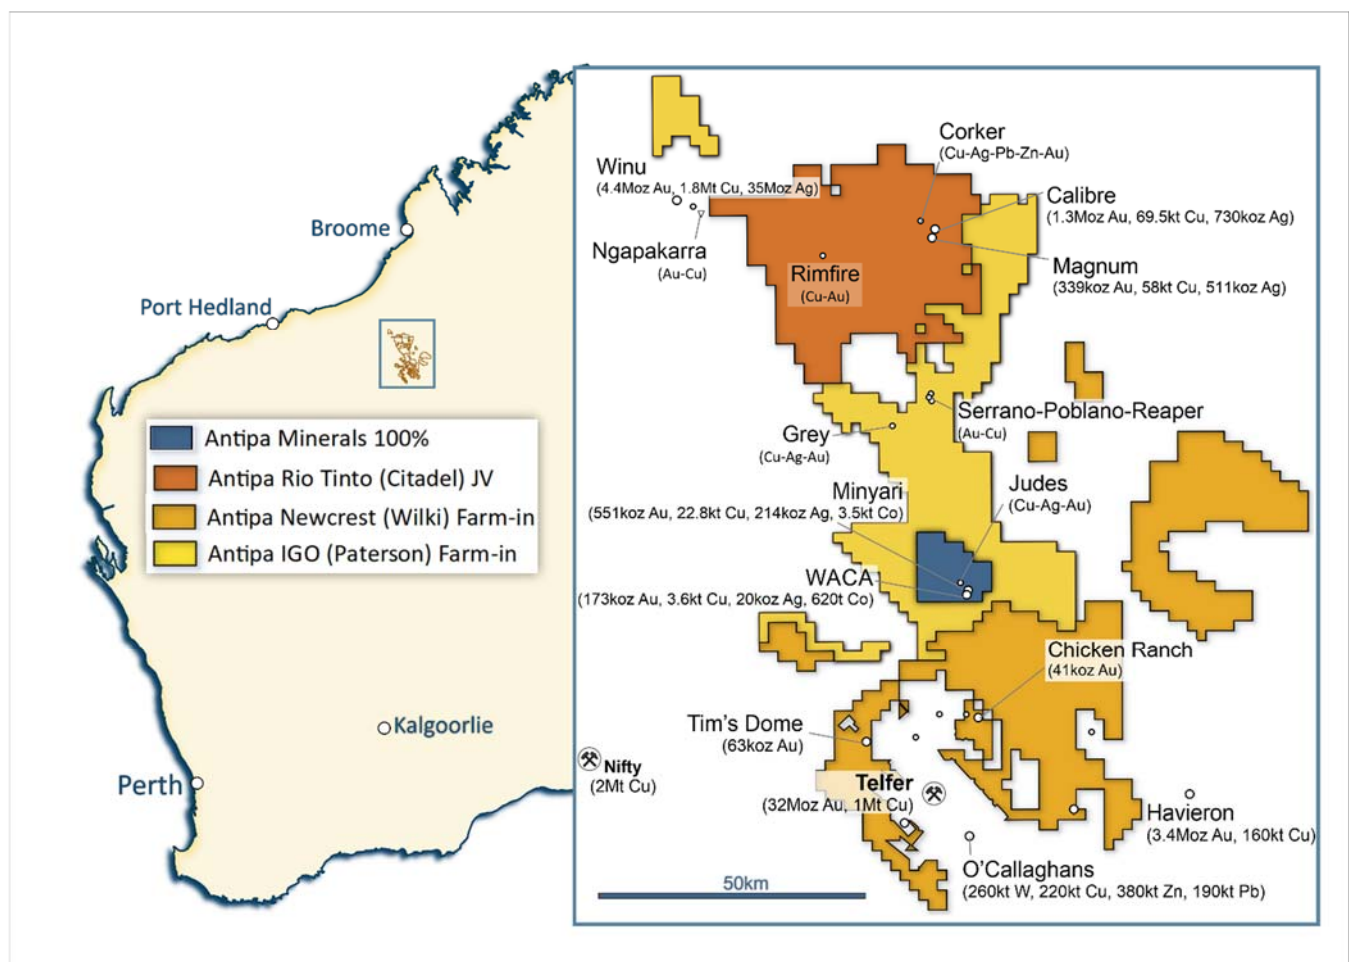 Broome
Port Hedland
Kalgoorlie
Perth
Antipa Minerals 100%
Antipa Rio Tinto (Citadel) JV
Antipa Newcrest (Wilki) Farm-in
Antipa IGO (Paterson) Farm-in
Corker
(Cu-Ag-Pb-Zn-Au)
Winu
(4.4Moz Au, 1.8Mt Cu, 35Moz Ag)
Calibre
(1.3Moz Au, 69.5kt Cu, 730koz Ag)
Ngapakarra
(Au-Cu)
Rimfire
(Cu-Au)
Magnum
(339koz Au, 58kt Cu, 511koz Ag)
Serrano-Poblano-Reaper
(Au-Cu)
Grey
(Cu-Ag-Au)
Judes
(Cu-Ag-Au)
Minyari
(551koz Au, 22.8kt Cu, 214koz Ag, 3.5kt Co)
WACA
(173koz Au, 3.6kt Cu, 20koz Ag, 620t Co)
Chicken Ranch
(41koz Au)
Tim's Dome
(63koz Au)
Nifty
(2Mt Cu)
Telfer
(32Moz Au, 1Mt Cu)
Havieron
(3.4Moz Au, 160kt Cu)
O'Callaghans
(260kt W, 220kt Cu, 380kt Zn, 190kt Pb)
50km